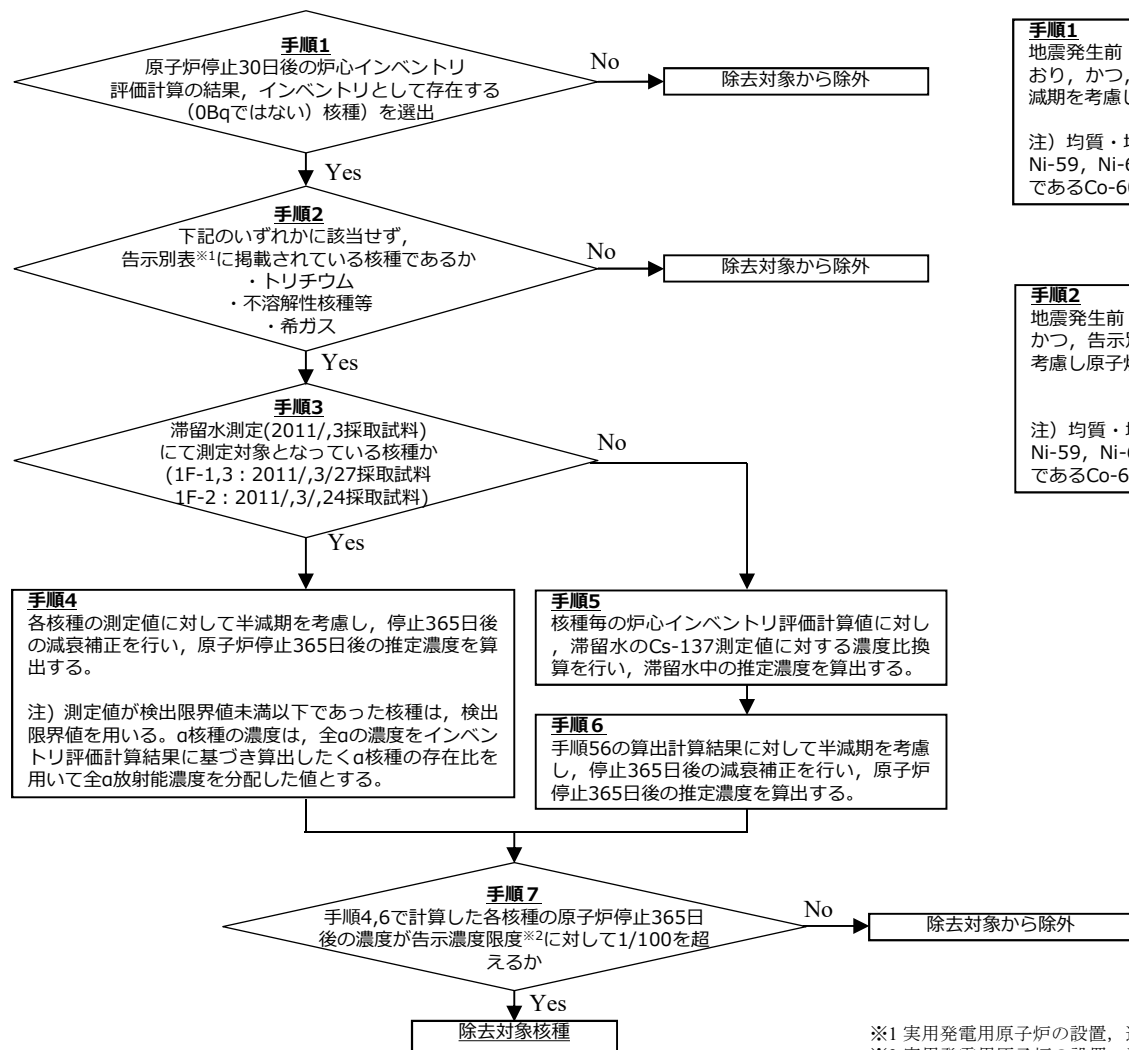 手順1
原子炉停止30日後の炉心インベントリ
評価計算の結果，インベントリとして存在する
（0Bqではない）核種）を選出
No
除去対象から除外
Yes
手順2
下記のいずれかに該当せず，
告示別表※1に掲載されている核種であるか
・トリチウム
・不溶解性核種等
・希ガス
No
除去対象から除外
Yes
手順3
滞留水測定(2011/,3採取試料)
にて測定対象となっている核種か
(1F-1,3：2011/,3/27採取試料
1F-2：2011/,3/,24採取試料)
No
Yes
手順4
各核種の測定値に対して半減期を考慮し，停止365日後
の減衰補正を行い，原子炉停止365日後の推定濃度を算
出する。
注) 測定値が検出限界値未満以下であった核種は，検出
限界値を用いる。α核種の濃度は，全αの濃度をインベン
トリ評価計算結果に基づき算出したくα核種の存在比を
用いて全α放射能濃度を分配した値とする。
手順5
核種毎の炉心インベントリ評価計算値に対し
，滞留水のCs-137測定値に対する濃度比換
算を行い，滞留水中の推定濃度を算出する。
手順６
手順56の算出計算結果に対して半減期を考慮
し，停止365日後の減衰補正を行い，原子炉
停止365日後の推定濃度を算出する。
手順７
手順4,6で計算した各核種の原子炉停止365日
後の濃度が告示濃度限度※2に対して1/100を超
えるか
No
除去対象から除外
Yes
除去対象核種
手順1
地震発生前
おり，かつ，
減期を考慮し
注）均質・均
Ni-59，Ni-6
であるCo-60
手順2
地震発生前
かつ，告示別
考慮し原子炉
注）均質・均
Ni-59，Ni-6
であるCo-6
※1 実用発電用原子炉の設置，